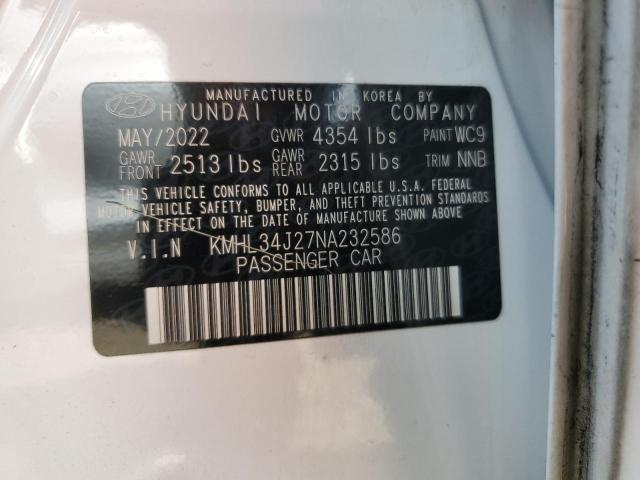 MANUFACTURED IN KOREA BY
HYUNDAI MOTOR COMPANY
MAY/2022 GVWR 4354 lbs PAINT WC9
GAWR FRONT 2513 lbs GAWR REAR 2315 lbs TRIM NNB
THIS VEHICLE CONFORMS TO ALL APPLICABLE U.S.A. FEDERAL
MOTOR VEHICLE SAFETY, BUMPER, AND THEFT PREVENTION STANDARDS
IN EFFECT ON THE DATE OF MANUFACTURE SHOWN ABOVE.
V.I.N KMHL34J27NA232586
PASSENGER CAR